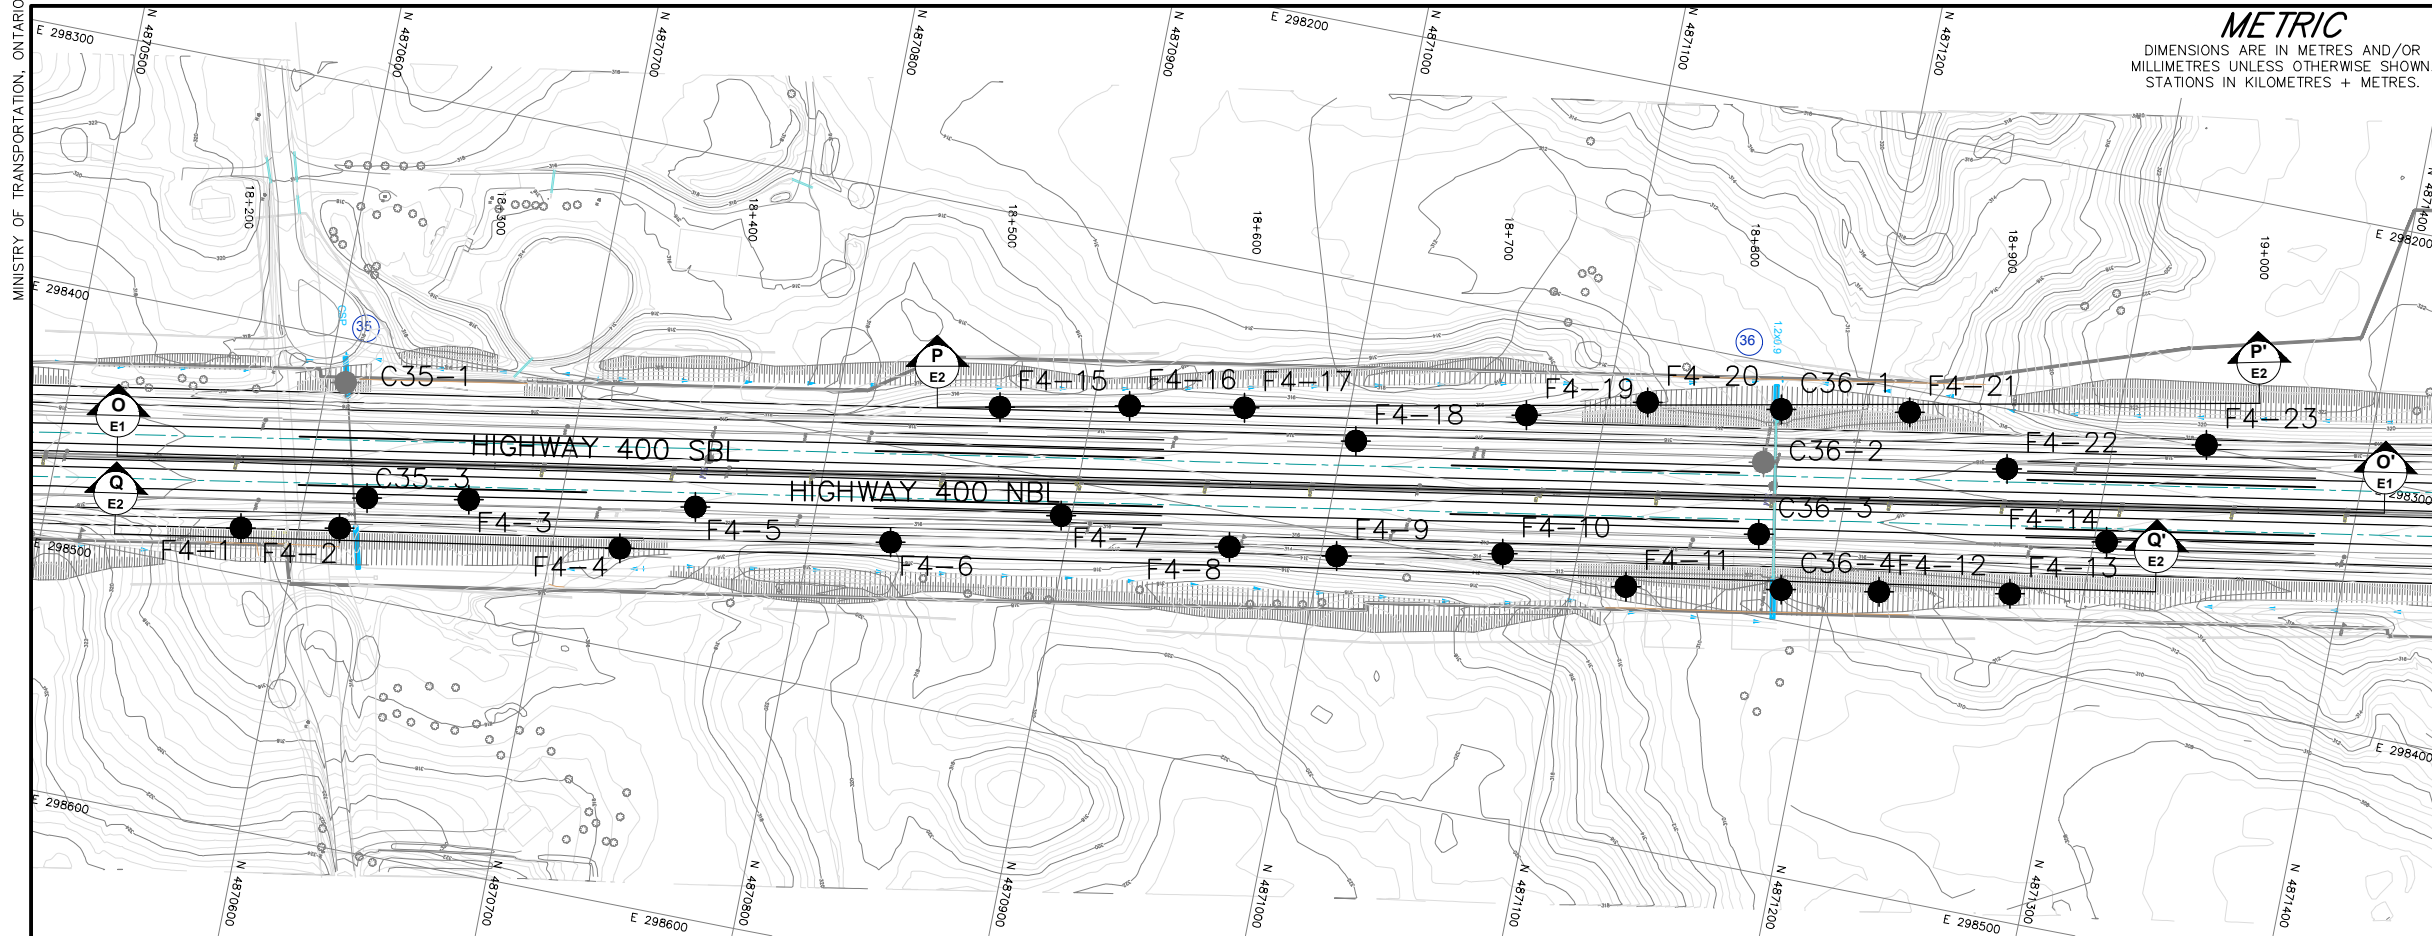 METRIC
DIMENSIONS ARE IN METRES AND/OR
MILLIMETRES UNLESS OTHERWISE SHOWN.
STATIONS IN KILOMETRES + METRES.
MINISTRY OF TRANSPORTATION, ONTARIO
E 298300
N 4870500
N 4870600
N 4870700
N 4870800
N 4870900
E 298200
N 4871000
N 4871100
N 4871200
N 4871400
E 298200
18+200
18+300
18+400
18+500
18+600
18+700
18+800
18+900
19+000
E 298400
CSP
35
36
1.2x0.9
P
E2
P'
E2
C35-1
F4-15
F4-16
F4-17
F4-18
F4-19
F4-20
C36-1
F4-21
F4-23
O
E1
HIGHWAY 400 SBL
C36-2
F4-22
O'
E1
Q
E2
C35-3
HIGHWAY 400 NBL
E 298300
C36-3
F4-14
F4-1
F4-2
F4-3
F4-4
F4-5
F4-6
F4-7
F4-8
F4-9
F4-10
F4-11
C36-4
F4-12
F4-13
Q'
E2
E 298500
E 298400
E 298600
N 4870600
N 4870700
E 298600
N 4870800
N 4870900
N 4871000
N 4871100
N 4871200
E 298500
N 4871300
N 4871400